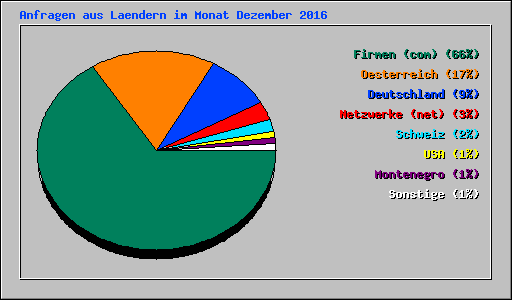 Anfragen aus Laendern im Monat Dezember 2016
Firmen (com) (66%)
Oesterreich (17%)
Deutschland (9%)
Netzwerke (net) (3%)
Schweiz (2%)
USA (1%)
Montenegro (1%)
Sonstige (1%)